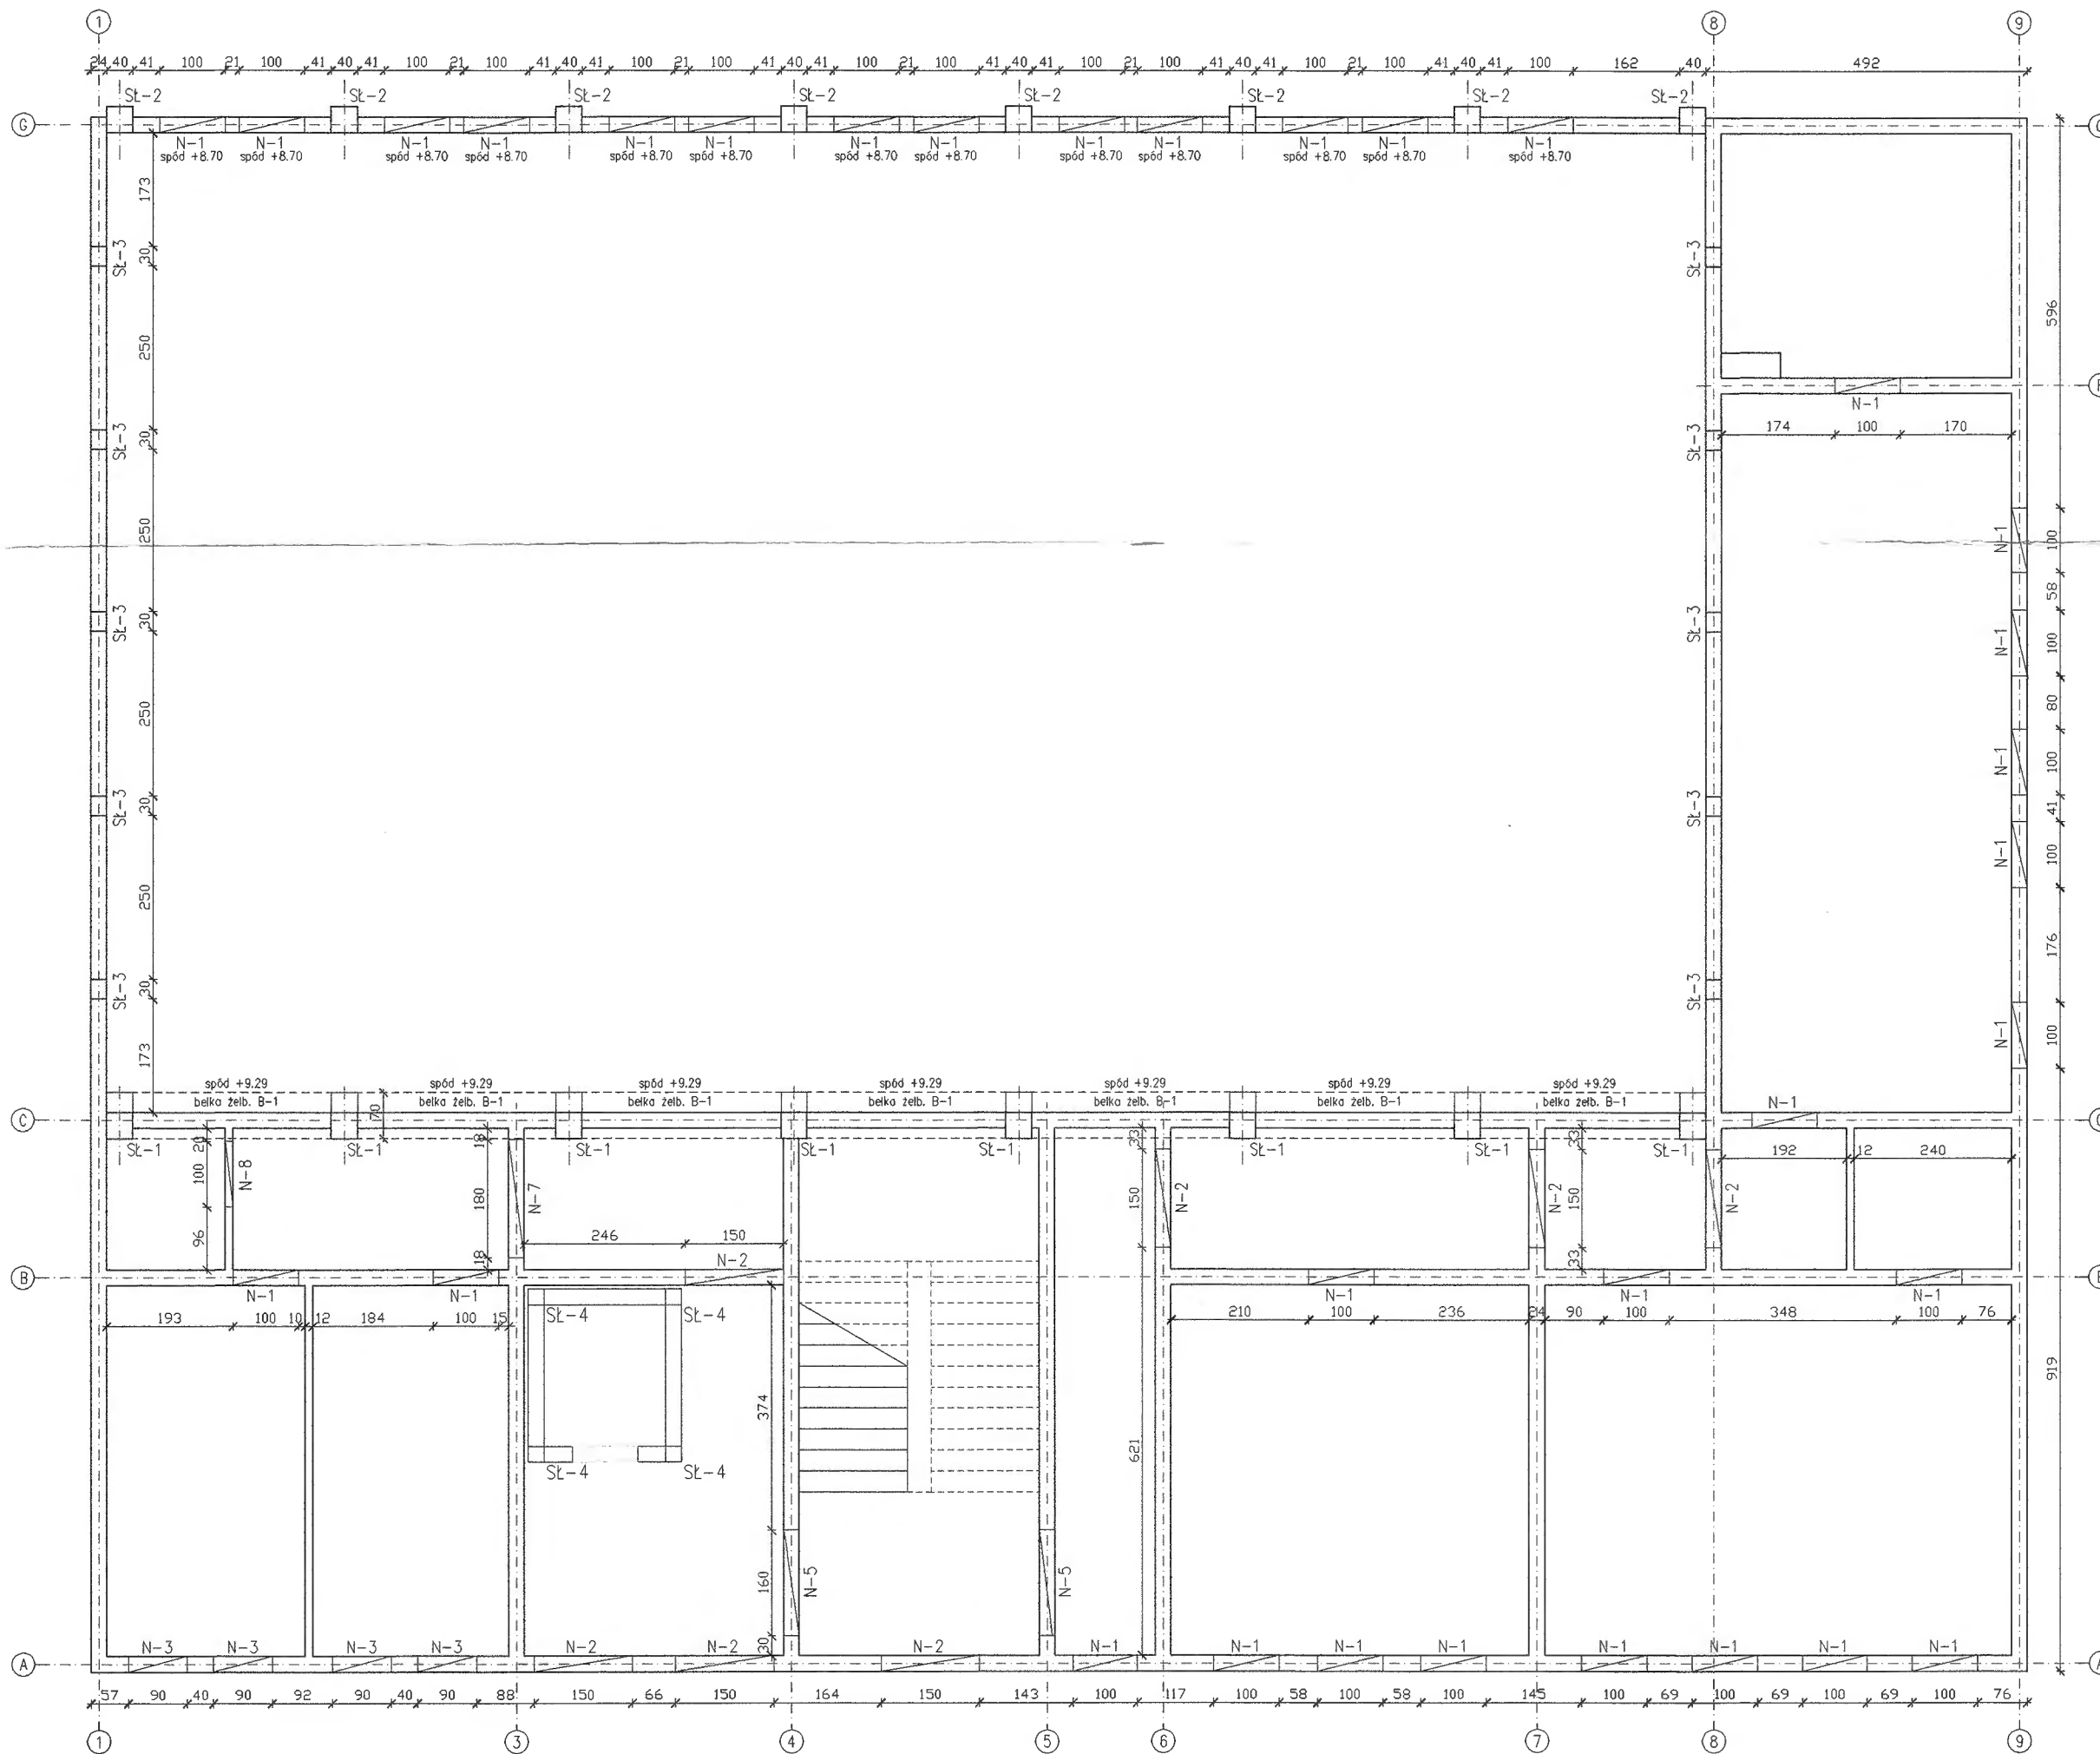 1 8 9
24 40 41 100 21 100 41 40 41 100 21 100 41 40 41 100 21 100 41 40 41 100 21 100 41 40 41 100 21 100 41 40 41 100 21 100 41 40 41 100 162 40 492
SŁ-2 SŁ-2 SŁ-2 SŁ-2 SŁ-2 SŁ-2 SŁ-2 SŁ-2
G
N-1 N-1 N-1 N-1 N-1 N-1 N-1 N-1 N-1 N-1 N-1 N-1 N-1
spód +8.70 spód +8.70 spód +8.70 spód +8.70 spód +8.70 spód +8.70 spód +8.70 spód +8.70 spód +8.70 spód +8.70 spód +8.70 spód +8.70 spód +8.70
173
SŁ-3 30 SŁ-3
596
250
N-1
SŁ-3 30 SŁ-3
174 100 170
250
N-1 100
58
SŁ-3 30 SŁ-3
N-1 100
250
80
N-1 100
SŁ-3 30 SŁ-3
41
N-1 100
250
176
SŁ-3 30 SŁ-3
N-1 100
173
spód +9.29 spód +9.29 spód +9.29 spód +9.29 spód +9.29 spód +9.29 spód +9.29
belka żelb. B-1 belka żelb. B-1 belka żelb. B-1 belka żelb. B-1 belka żelb. B-1 belka żelb. B-1 belka żelb. B-1
70
N-1
C
SŁ-1 SŁ-1 SŁ-1 SŁ-1 SŁ-1 SŁ-1 SŁ-1 SŁ-1
20 18 33 33
192 12 240
100 N-8 180 N-7 150 N-2 N-2 150 N-2
96 18 33
246 150
N-2
B
N-1 N-1 N-1 N-1 N-1
193 100 10 12 184 100 15
210 100 236 24 90 100 348 100 76
SŁ-4 SŁ-4
374
919
621
SŁ-4 SŁ-4
160 N-5 N-5
30
N-3 N-3 N-3 N-3 N-2 N-2 N-2 N-1 N-1 N-1 N-1 N-1 N-1 N-1 N-1
A
57 90 40 90 92 90 40 90 88 150 66 150 164 150 143 100 117 100 58 100 58 100 145 100 69 100 69 100 69 100 76
1 3 4 5 6 7 8 9